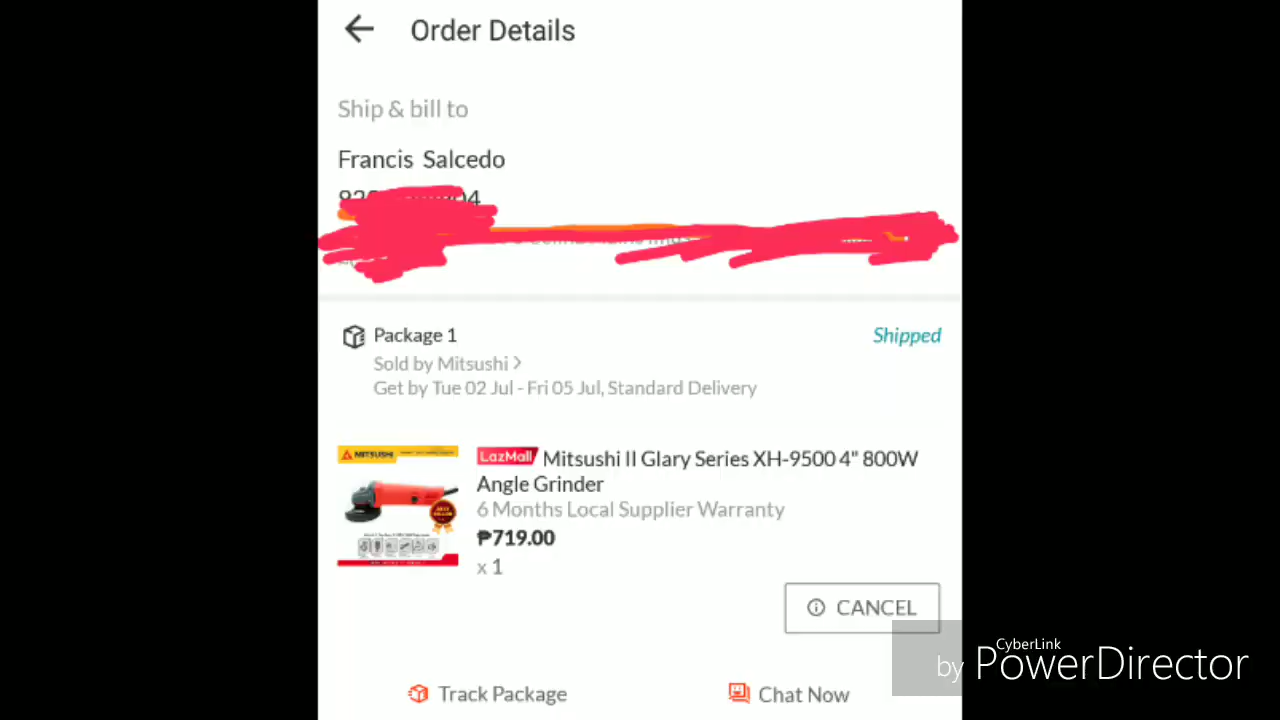 Order Details
Ship & bill to
Francis Salcedo
Package 1
Shipped
Sold by Mitsushi >
Get by Tue 02 Jul - Fri 05 Jul, Standard Delivery
MITSUSHI
LazMall Mitsushi II Glary Series XH-9500 4" 800W
Angle Grinder
6 Months Local Supplier Warranty
₱719.00
x 1
CANCEL
CyberLink
by PowerDirector
Track Package
Chat Now